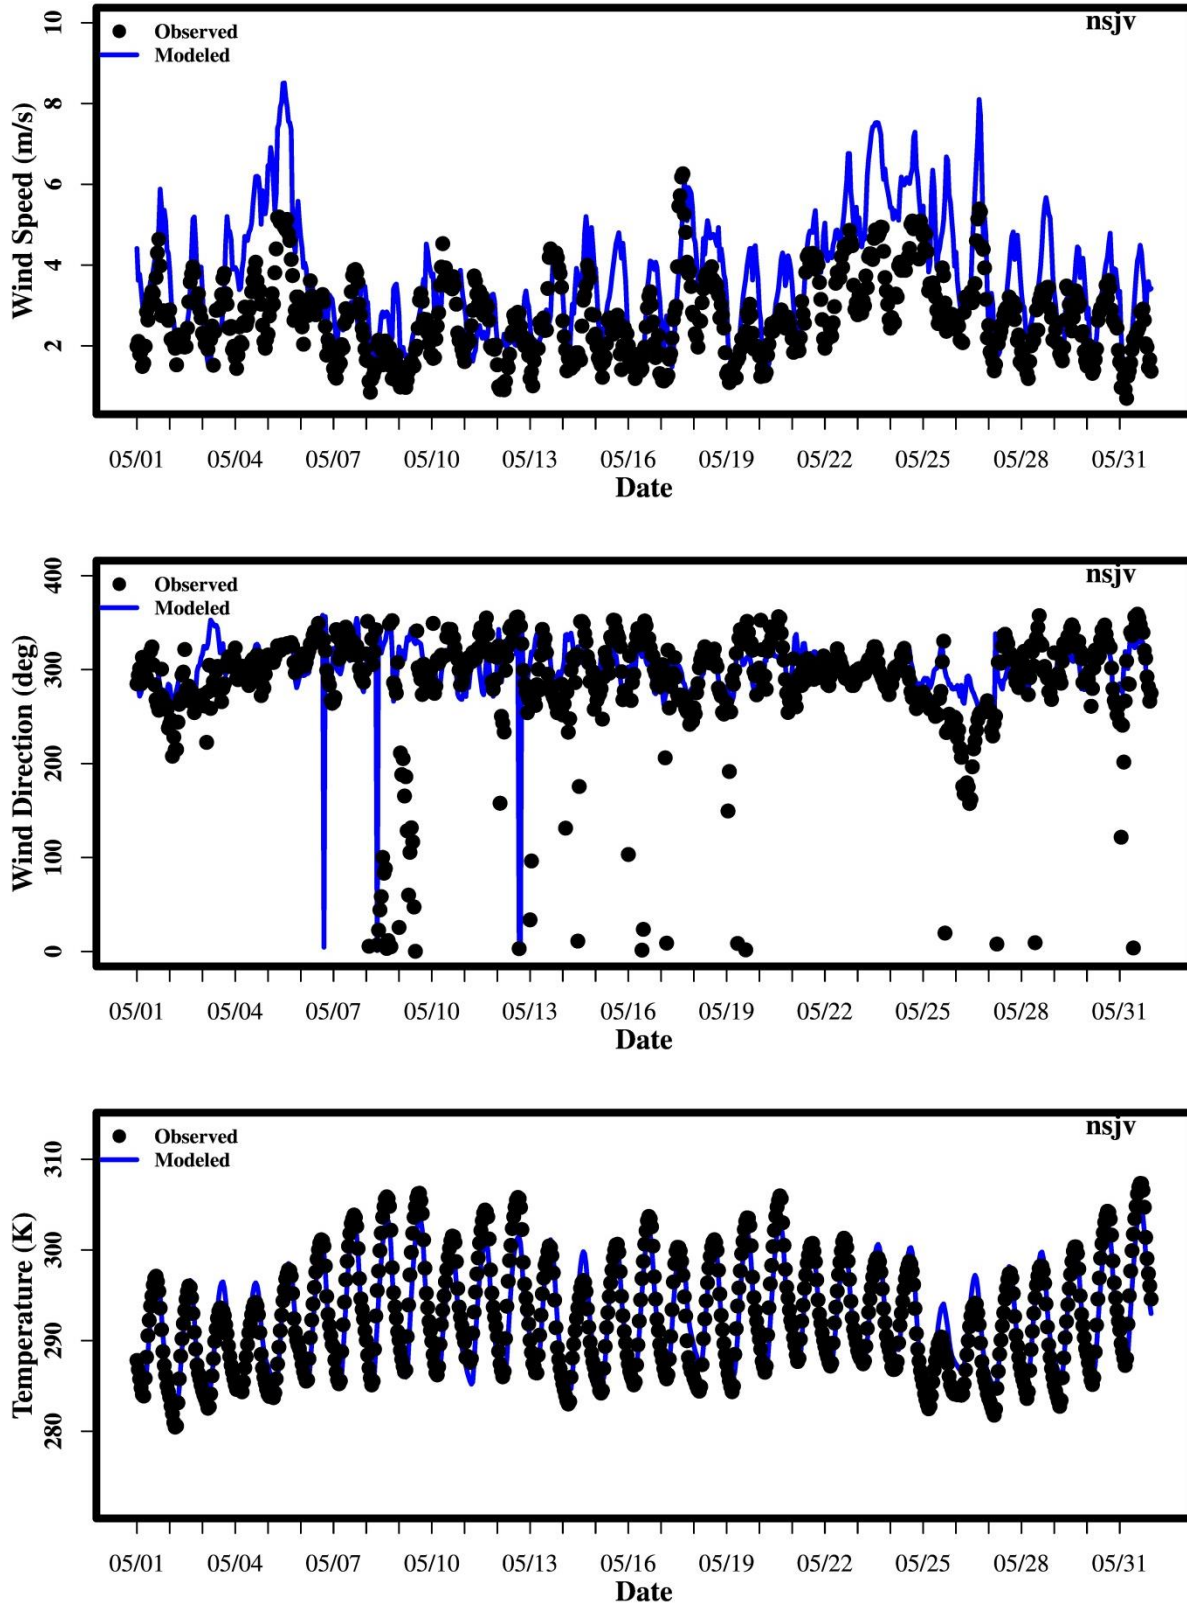 nsjv
Observed
Modeled
Wind Speed (m/s)
10
8
6
4
2
05/01 05/04 05/07 05/10 05/13 05/16 05/19 05/22 05/25 05/28 05/31
Date
nsjv
Observed
Modeled
Wind Direction (deg)
400
300
200
100
0
05/01 05/04 05/07 05/10 05/13 05/16 05/19 05/22 05/25 05/28 05/31
Date
nsjv
Observed
Modeled
Temperature (K)
310
300
290
280
05/01 05/04 05/07 05/10 05/13 05/16 05/19 05/22 05/25 05/28 05/31
Date